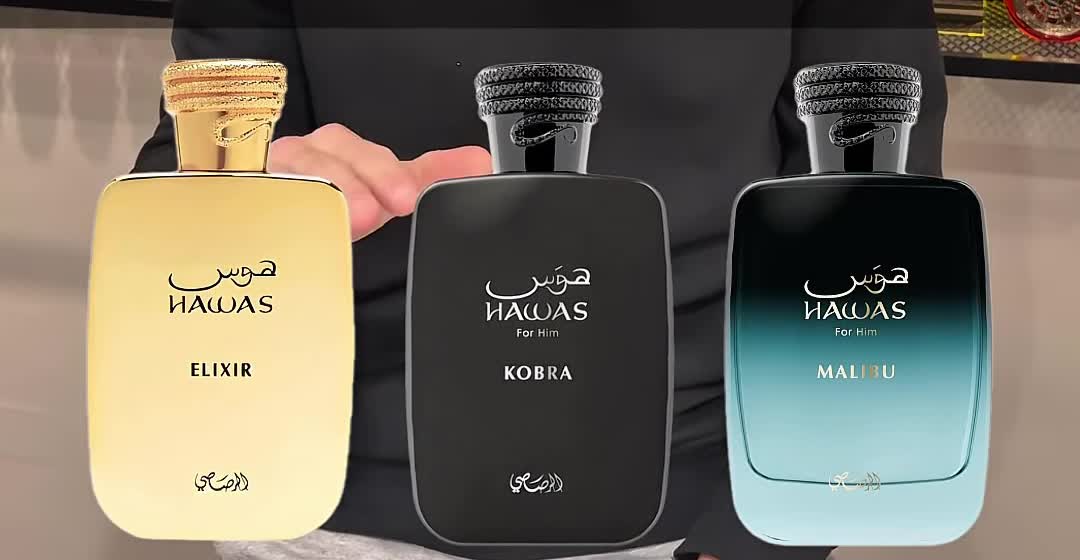 هوس
HAWAS
ELIXIR
الرصاصي
هوَس
HAWAS
For Him
KOBRA
الرصاصي
هوَس
HAWAS
For Him
MALIBU
الرصاصي